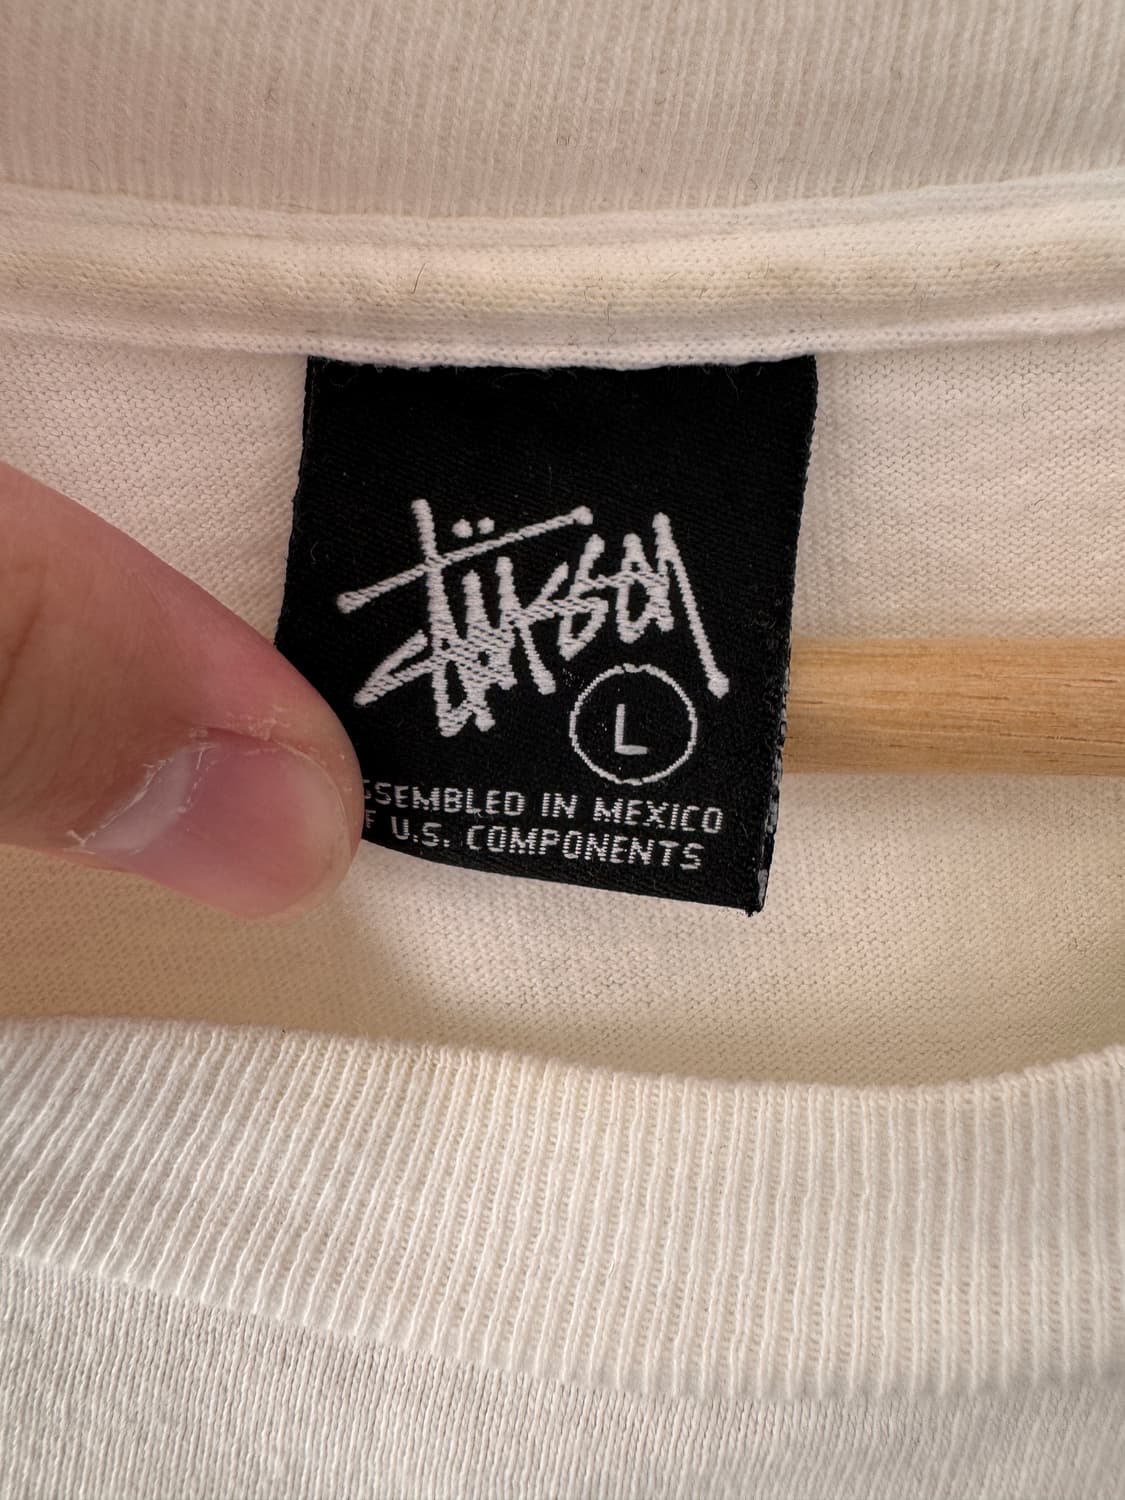 Stüssy
L
SSEMBLED IN MEXICO
F U.S. COMPONENTS